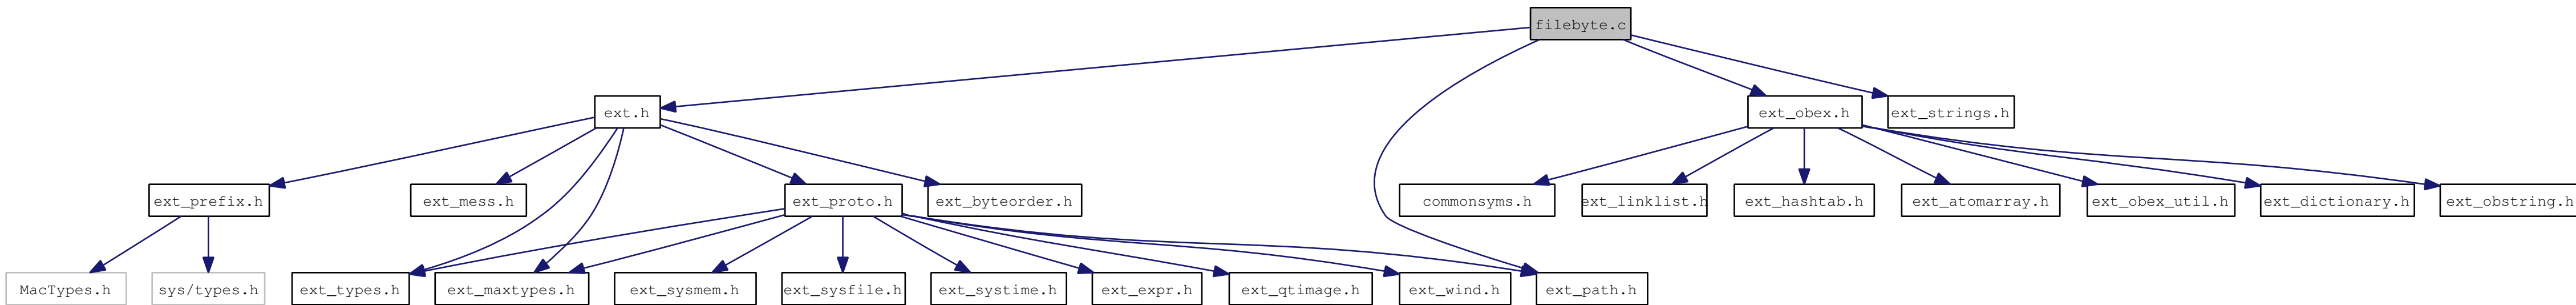 filebyte.c
ext.h
ext_obex.h
ext_strings.h
ext_prefix.h
ext_mess.h
ext_proto.h
ext_byteorder.h
commonsyms.h
ext_linklist.h
ext_hashtab.h
ext_atomarray.h
ext_obex_util.h
ext_dictionary.h
ext_obstring.h
MacTypes.h
sys/types.h
ext_types.h
ext_maxtypes.h
ext_sysmem.h
ext_sysfile.h
ext_systime.h
ext_expr.h
ext_qtimage.h
ext_wind.h
ext_path.h